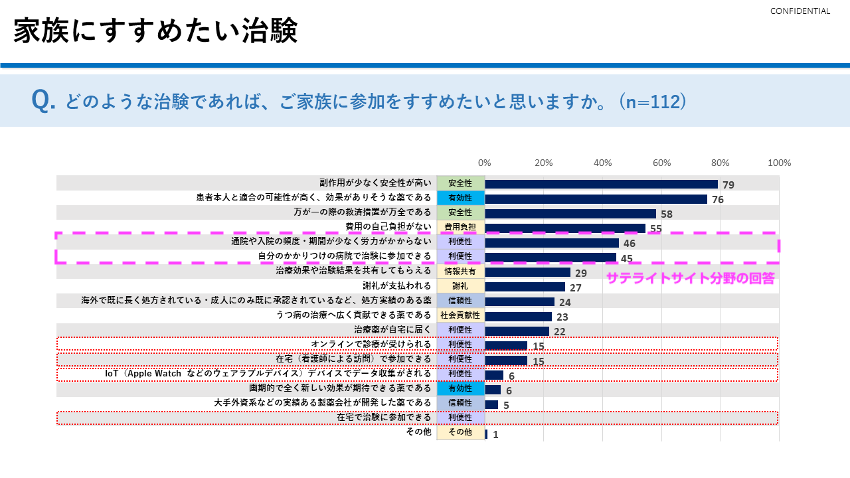 CONFIDENTIAL
家族にすすめたい治験
Q. どのような治験であれば、ご家族に参加をすすめたいと思いますか。（n=112）
0% 20% 40% 60% 80% 100%
副作用が少なく安全性が高い 安全性 79
患者本人と適合の可能性が高く、効果がありそうな薬である 有効性 76
万が一の際の救済措置が万全である 安全性 58
費用の自己負担がない 費用負担 55
通院や入院の頻度・期間が少なく労力がかからない 利便性 46
自分のかかりつけの病院で治験に参加できる 利便性 45
治療効果や治験結果を共有してもらえる 情報共有 29
サテライトサイト分野の回答
謝礼が支払われる 謝礼 27
海外で既に長く処方されている・成人にのみ既に承認されているなど、処方実績のある薬 信頼性 24
うつ病の治療へ広く貢献できる薬である 社会貢献性 23
治療薬が自宅に届く 利便性 22
オンラインで診療が受けられる 利便性 15
在宅（看護師による訪問）で参加できる 利便性 15
IoT（Apple Watch などのウェアラブルデバイス）デバイスでデータ収集がきれる 利便性 6
画期的で全く新しい効果が期待できる薬である 有効性 6
大手外資系などの実績ある製薬会社が開発した薬である 信頼性 5
在宅で治験に参加できる 利便性
その他 その他 1